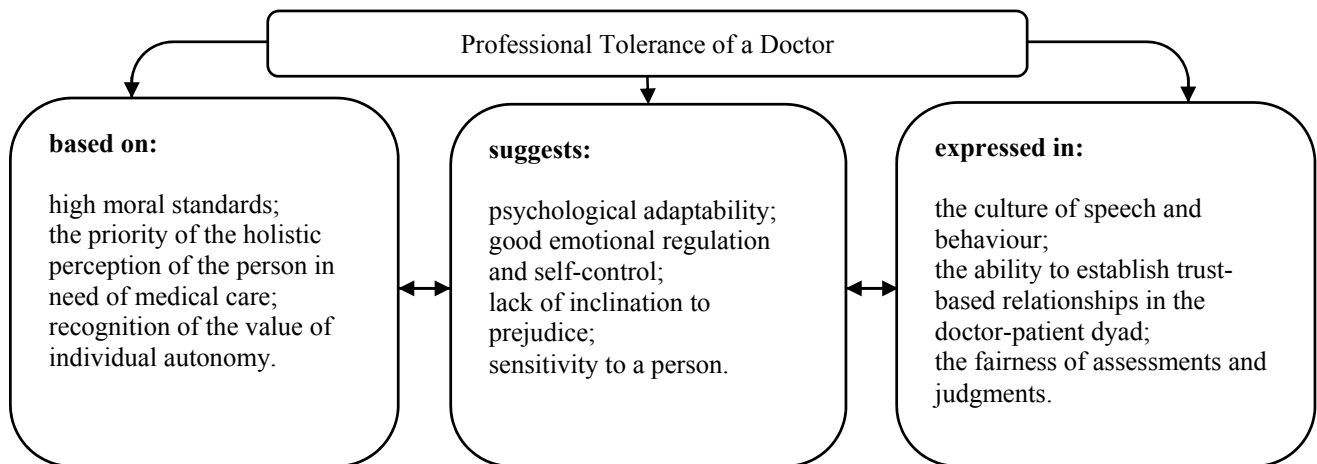 Professional Tolerance of a Doctor
based on:
high moral standards;
the priority of the holistic
perception of the person in
need of medical care;
recognition of the value of
individual autonomy.
suggests:
psychological adaptability;
good emotional regulation
and self-control;
lack of inclination to
prejudice;
sensitivity to a person.
expressed in:
the culture of speech and
behaviour;
the ability to establish trust-
based relationships in the
doctor-patient dyad;
the fairness of assessments and
judgments.